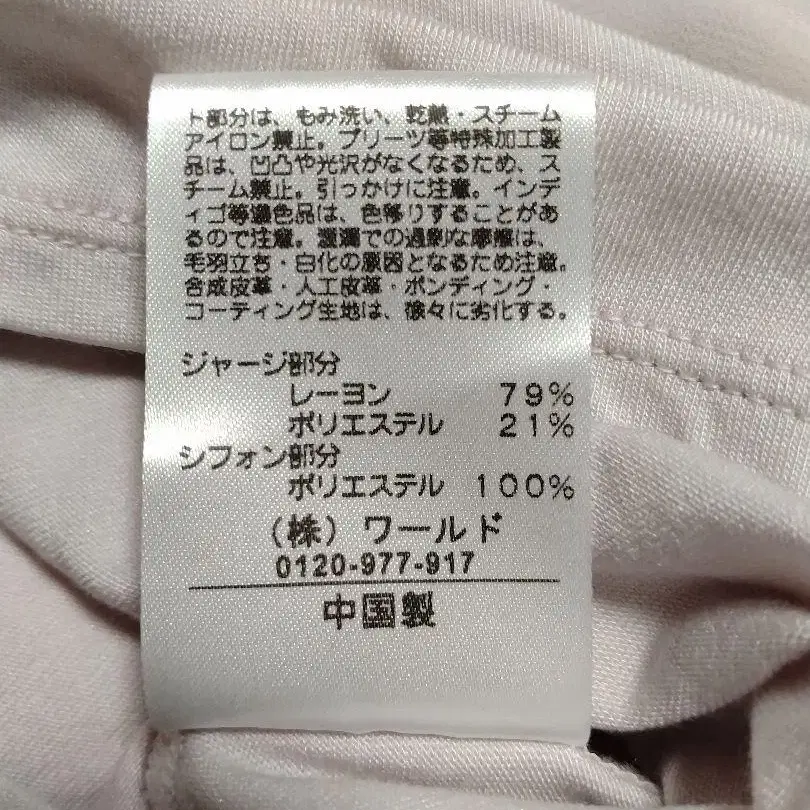 ト部分は、もみ洗い、乾熱・スチーム
アイロン禁止。プリーツ等特殊加工製
品は、凹凸や光沢がなくなるため、ス
チーム禁止。引っかけに注意。インデ
ィゴ等濃色品は、色移りすることがあ
るので注意。湿潤での過剰な摩擦は、
毛羽立ち・白化の原因となるため注意。
合成皮革・人工皮革・ボンディング・
コーティング生地は、徐々に劣化する。
ジャージ部分
レーヨン 79%
ポリエステル 21%
シフォン部分
ポリエステル 100%
(株)ワールド
0120-977-917
中国製